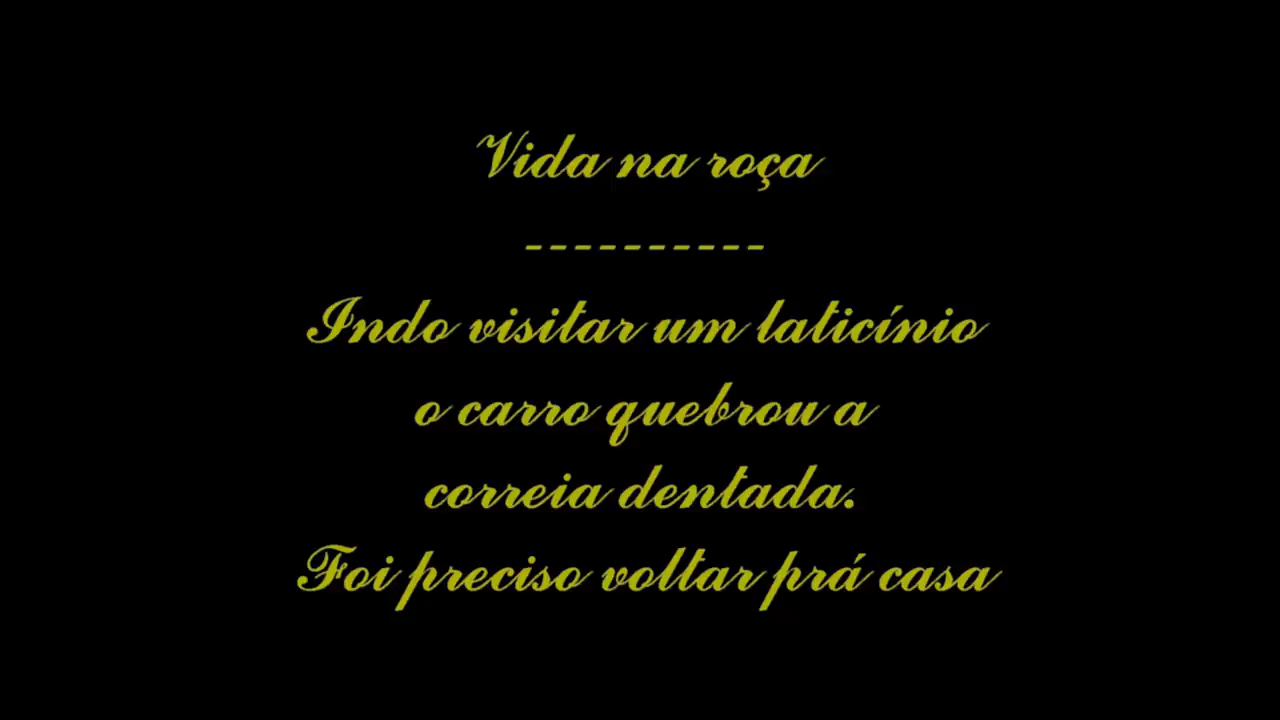 Vida na roça
----------
Indo visitar um laticínio
o carro quebrou a
correia dentada.
Foi preciso voltar prá casa